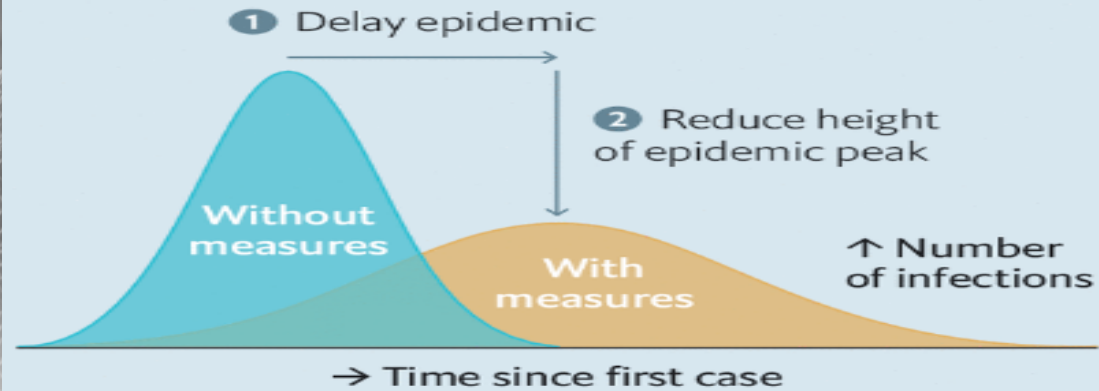 1 Delay epidemic
2 Reduce height
of epidemic peak
Without
measures
With
measures
↑ Number
of infections
→ Time since first case